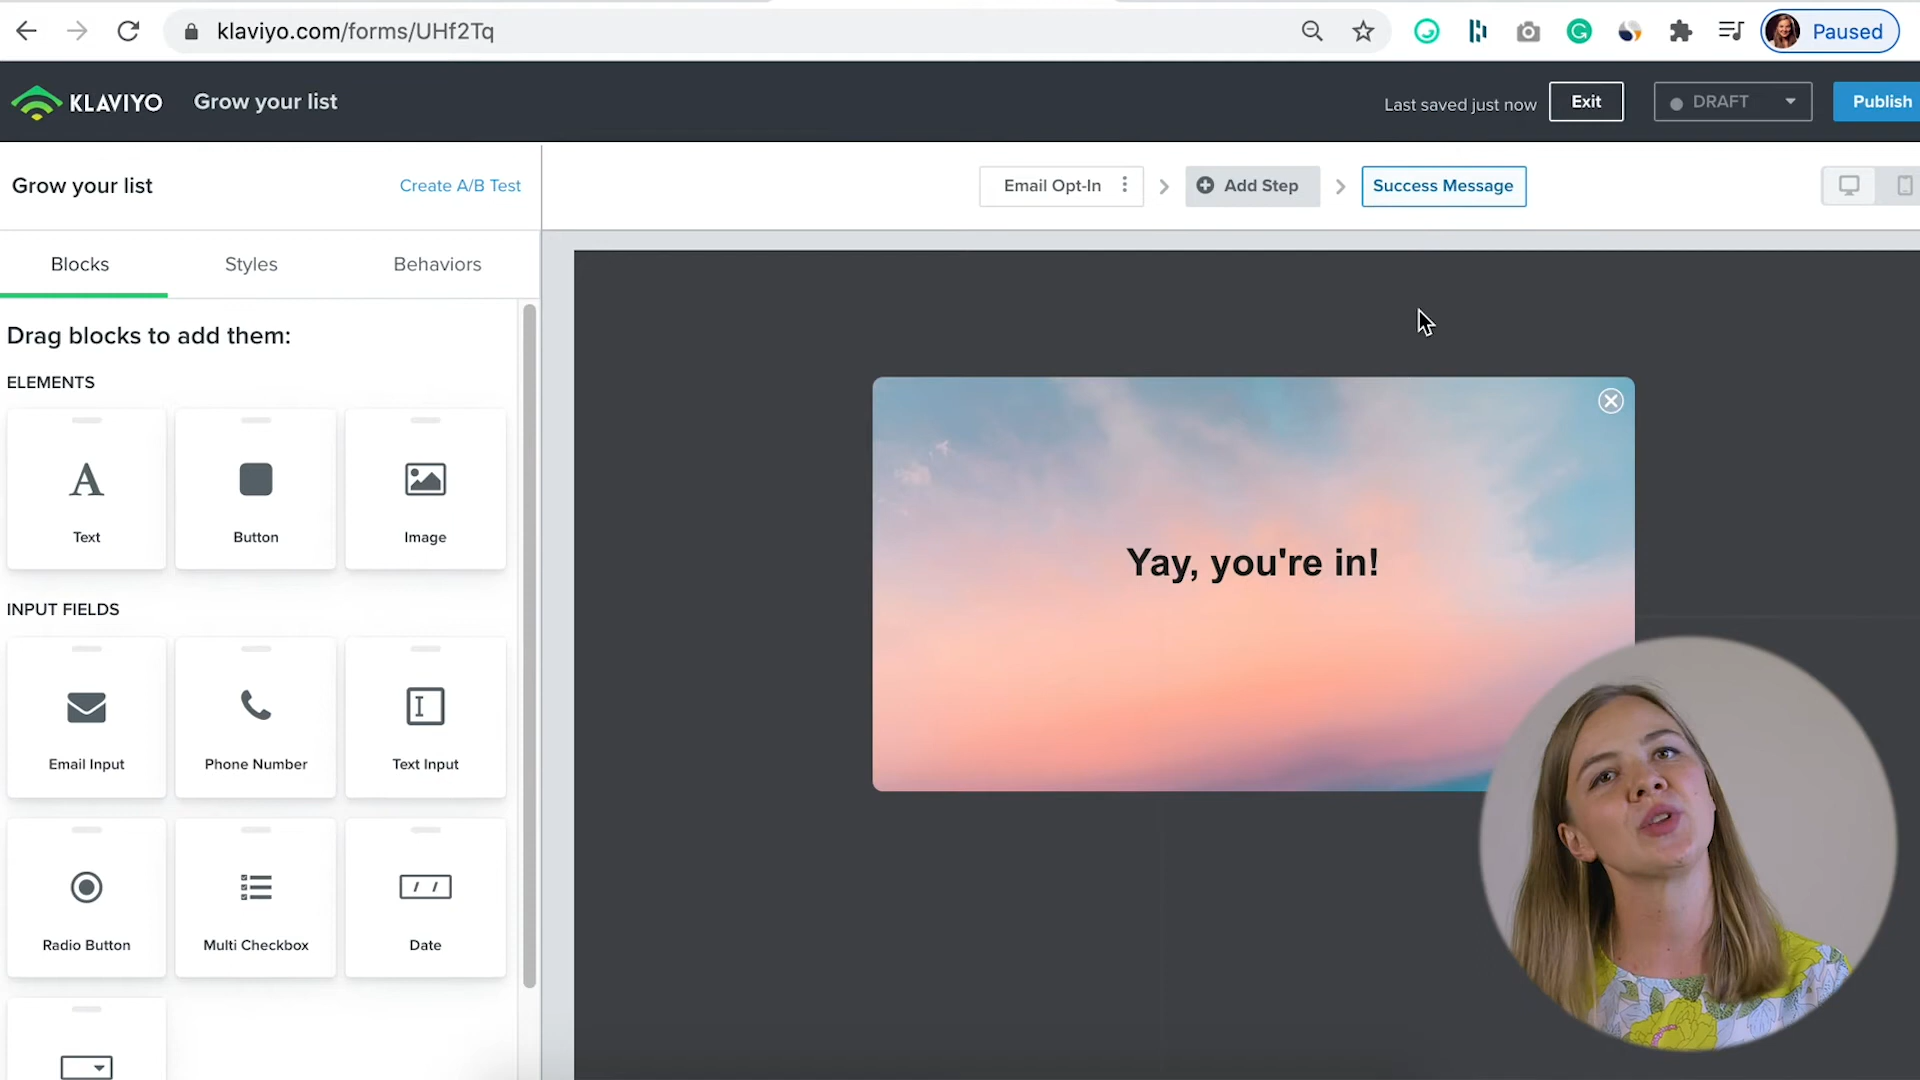 klaviyo.com/forms/UHf2Tq
Paused
KLAVIYO
Grow your list
Last saved just now
Exit
DRAFT
Publish
Grow your list
Create A/B Test
Email Opt-In
Add Step
Success Message
Blocks
Styles
Behaviors
Drag blocks to add them:
ELEMENTS
Text
Button
Image
Yay, you're in!
INPUT FIELDS
Email Input
Phone Number
Text Input
Radio Button
Multi Checkbox
Date